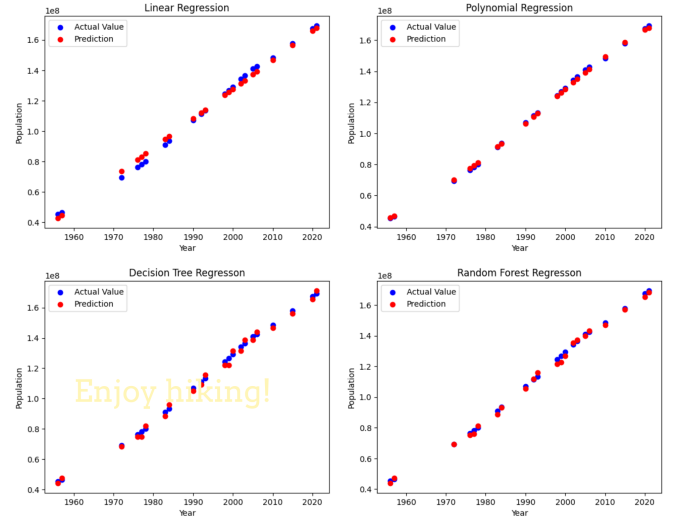 Linear Regression
1e8
Actual Value
Prediction
1.6
1.4
1.2
1.0
0.8
0.6
0.4
Population
1960 1970 1980 1990 2000 2010 2020
Year
Polynomial Regression
1e8
Actual Value
Prediction
1.6
1.4
1.2
1.0
0.8
0.6
0.4
Population
1960 1970 1980 1990 2000 2010 2020
Year
Decision Tree Regresson
1e8
Actual Value
Prediction
1.6
1.4
1.2
1.0
0.8
0.6
0.4
Population
Enjoy hiking!
1960 1970 1980 1990 2000 2010 2020
Year
Random Forest Regresson
1e8
Actual Value
Prediction
1.6
1.4
1.2
1.0
0.8
0.6
0.4
Population
1960 1970 1980 1990 2000 2010 2020
Year